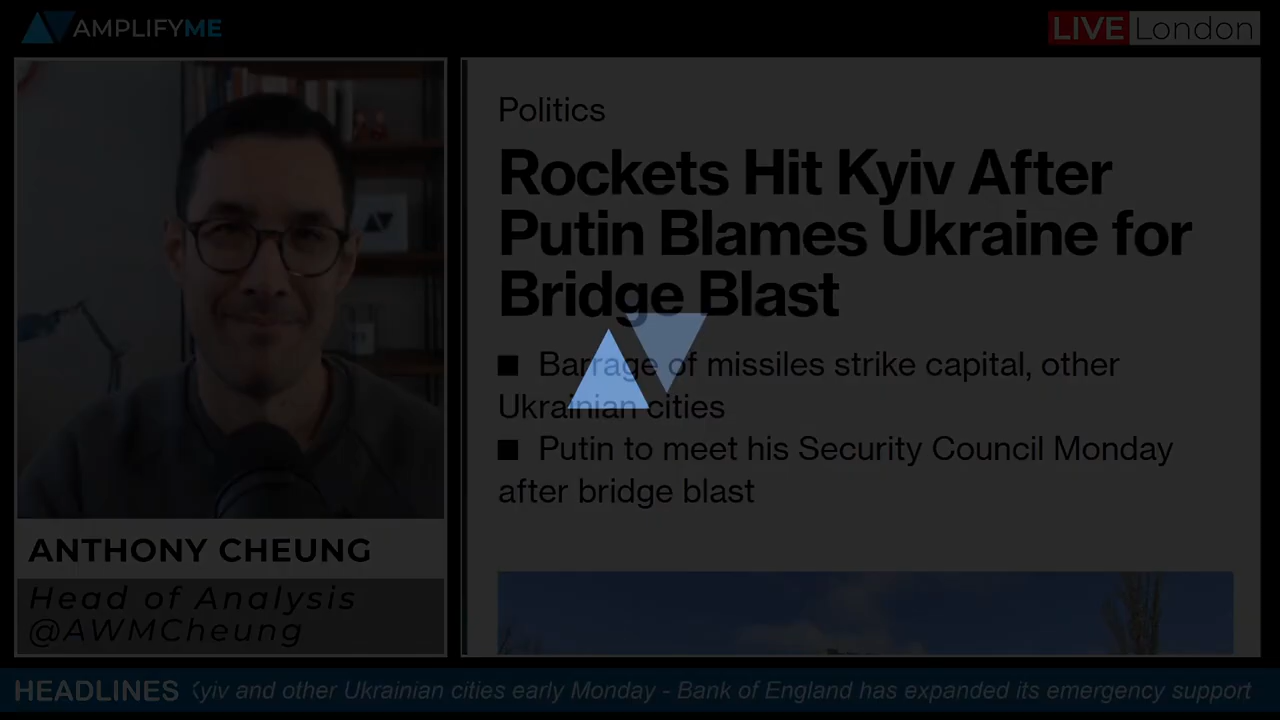 AMPLIFYME
LIVE London
Politics
Rockets Hit Kyiv After
Putin Blames Ukraine for
Bridge Blast
■ Barrage of missiles strike capital, other
Ukrainian cities
■ Putin to meet his Security Council Monday
after bridge blast
ANTHONY CHEUNG
Head of Analysis
@AWMCheung
HEADLINES Kyiv and other Ukrainian cities early Monday - Bank of England has expanded its emergency support